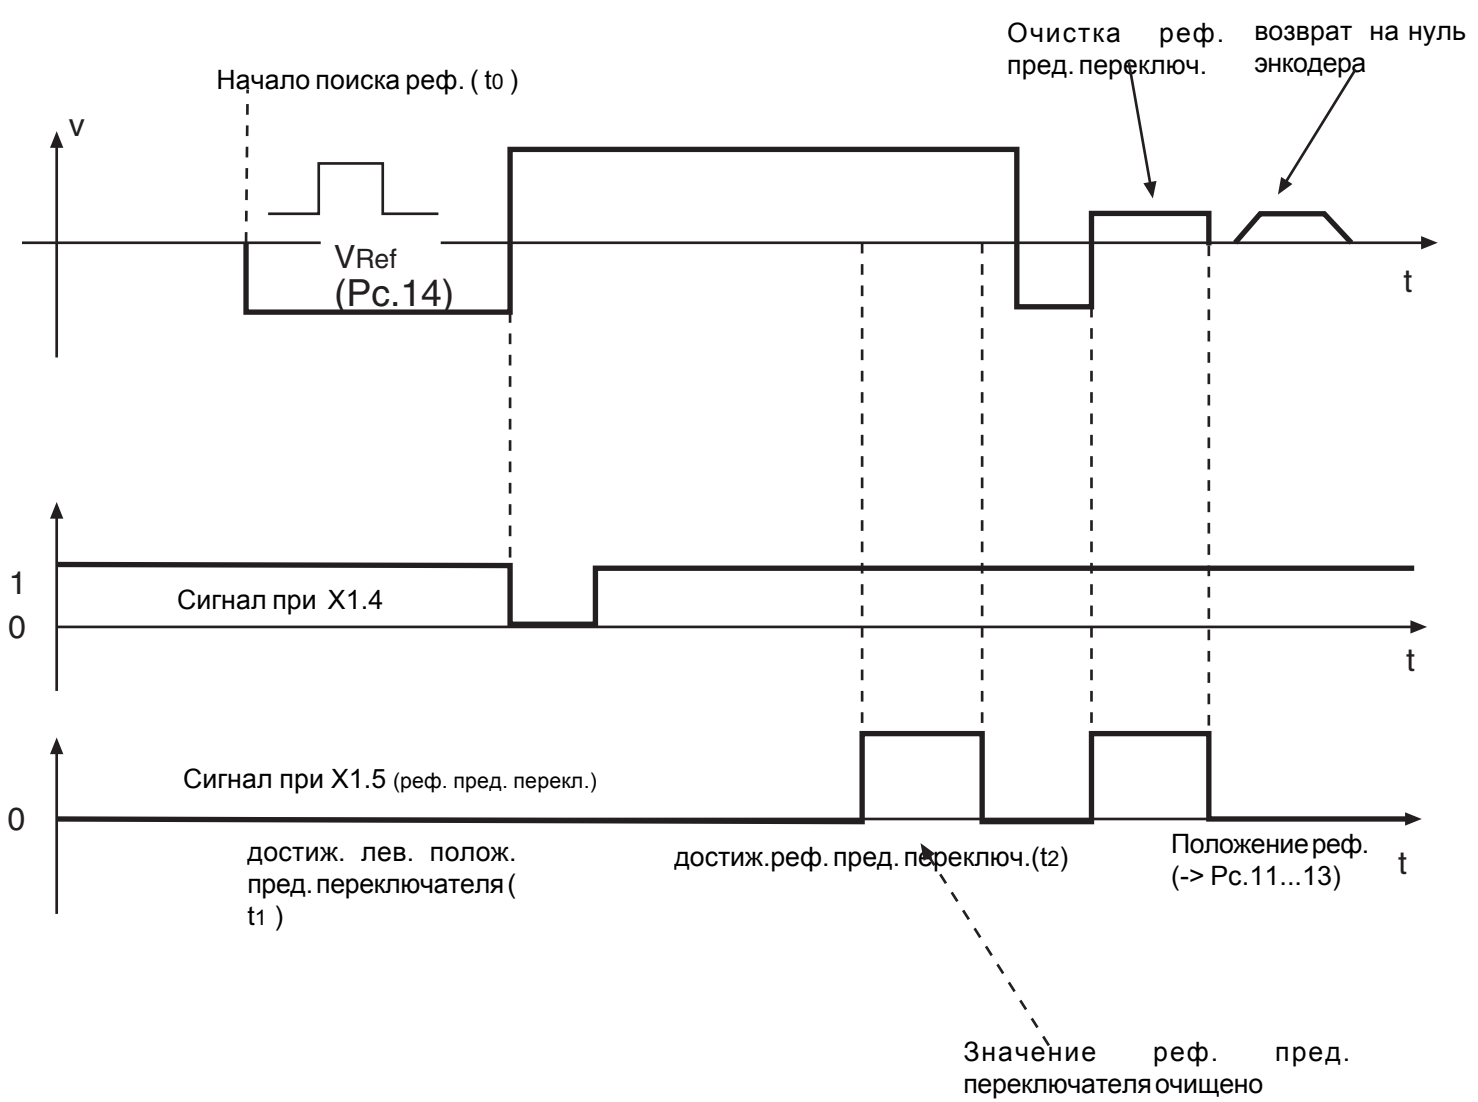 Очистка реф.
пред. переключ.
возврат на нуль
энкодера
Начало поиска реф. ( t0 )
v
VRef
(Pc.14)
t
1
0
Сигнал при X1.4
t
Сигнал при X1.5 (реф. пред. перекл.)
0
достиж. лев. полож.
пред. переключателя (
t1 )
достиж.реф. пред. переключ.(t2)
Положение реф.
(-> Pc.11...13)
t
Значение реф. пред.
переключателя очищено